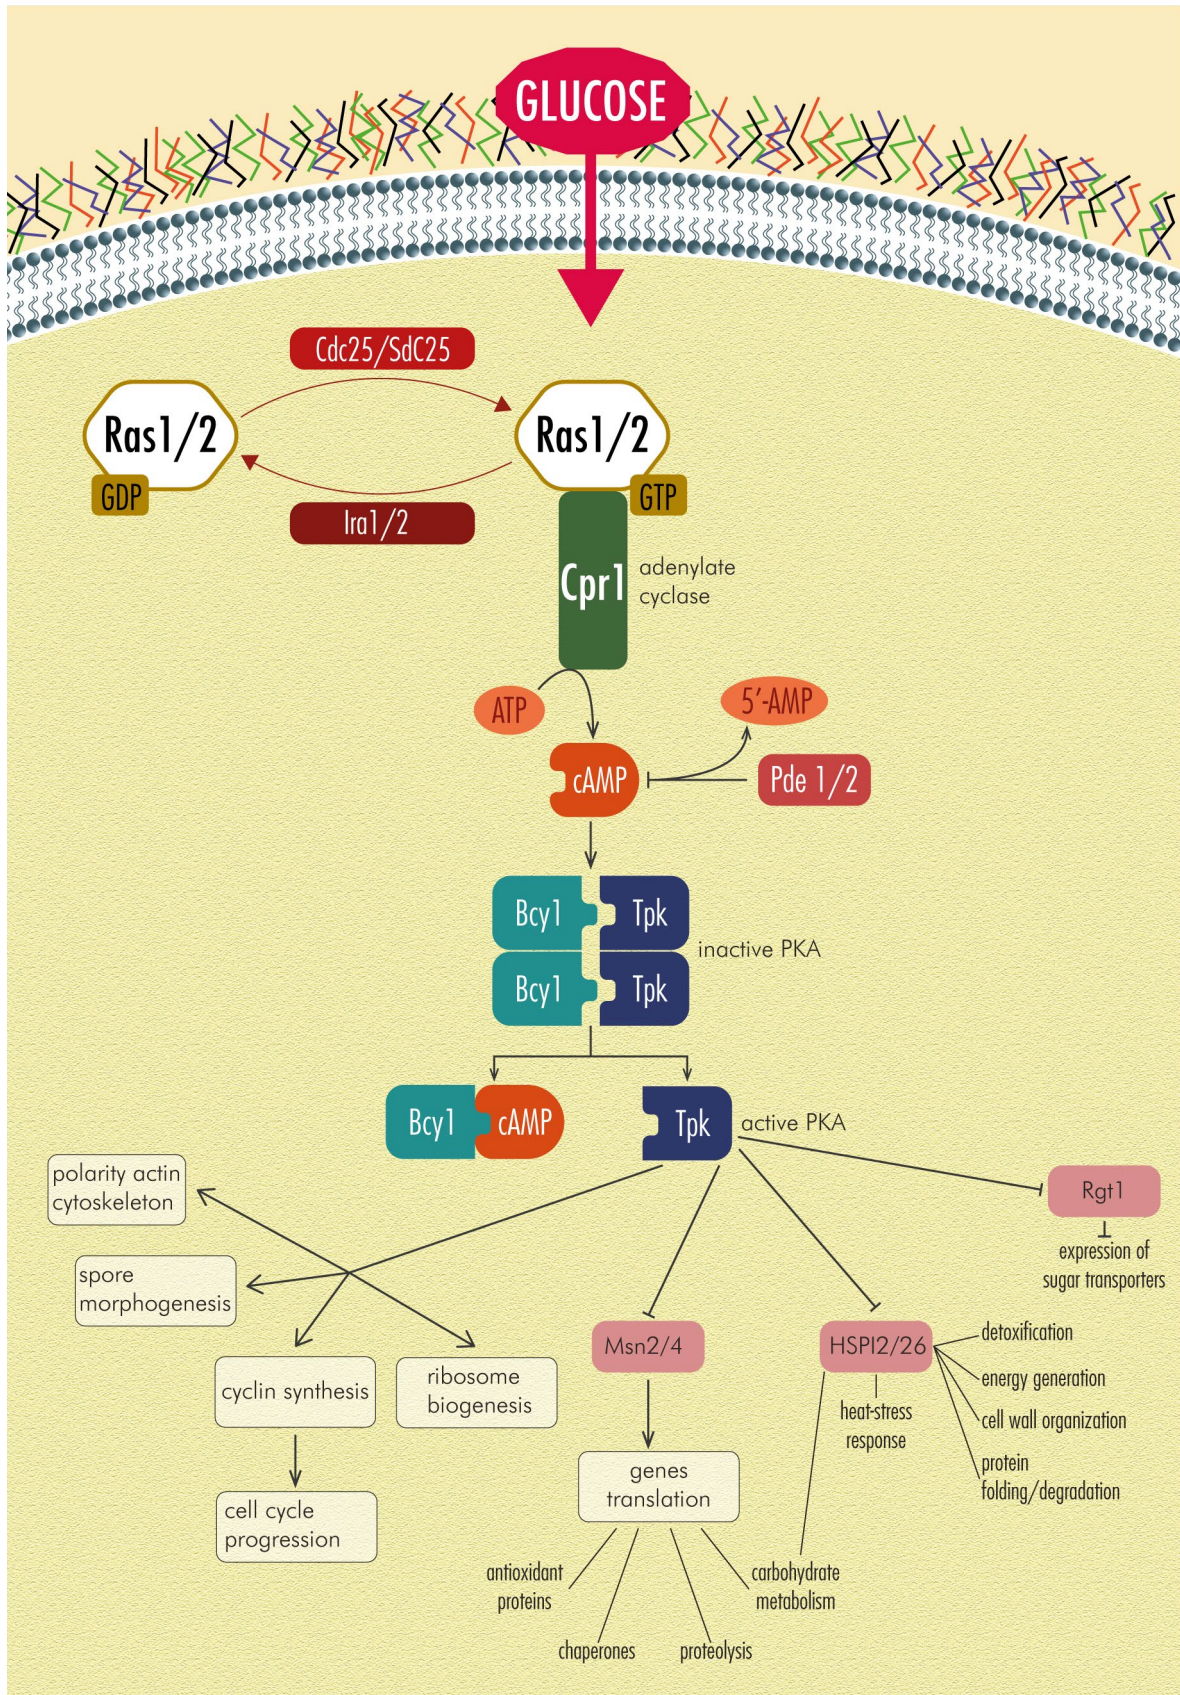 GLUCOSE
Cdc25/SdC25
Ras1/2
Ras1/2
GDP
GTP
Ira1/2
Cpr1
adenylate
cyclase
ATP
5'-AMP
cAMP
Pde 1/2
Bcy1
Tpk
inactive PKA
Bcy1
Tpk
Bcy1
cAMP
Tpk
active PKA
polarity actin
cytoskeleton
Rgt1
expression of
sugar transporters
spore
morphogenesis
Msn2/4
HSPI2/26
detoxification
energy generation
cell wall organization
protein
folding/degradation
heat-stress
response
cyclin synthesis
ribosome
biogenesis
genes
translation
cell cycle
progression
antioxidant
proteins
chaperones
proteolysis
carbohydrate
metabolism